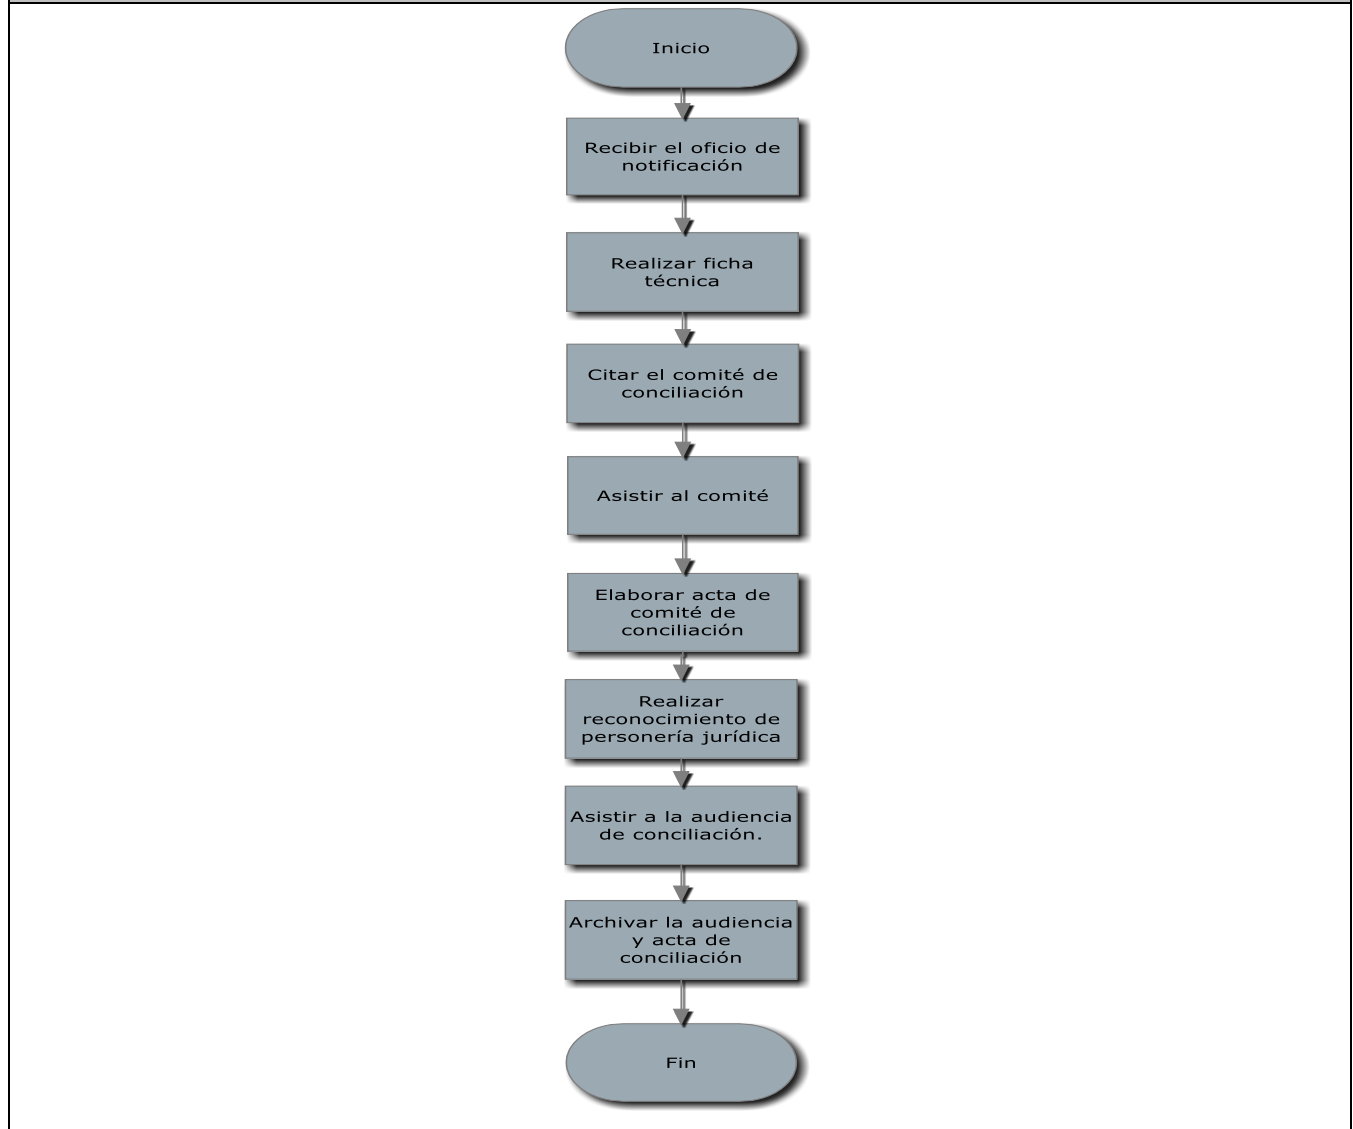 Inicio
Recibir el oficio de
notificación
Realizar ficha
técnica
Citar el comité de
conciliación
Asistir al comité
Elaborar acta de
comité de
conciliación
Realizar
reconocimiento de
personería jurídica
Asistir a la audiencia
de conciliación.
Archivar la audiencia
y acta de
conciliación
Fin